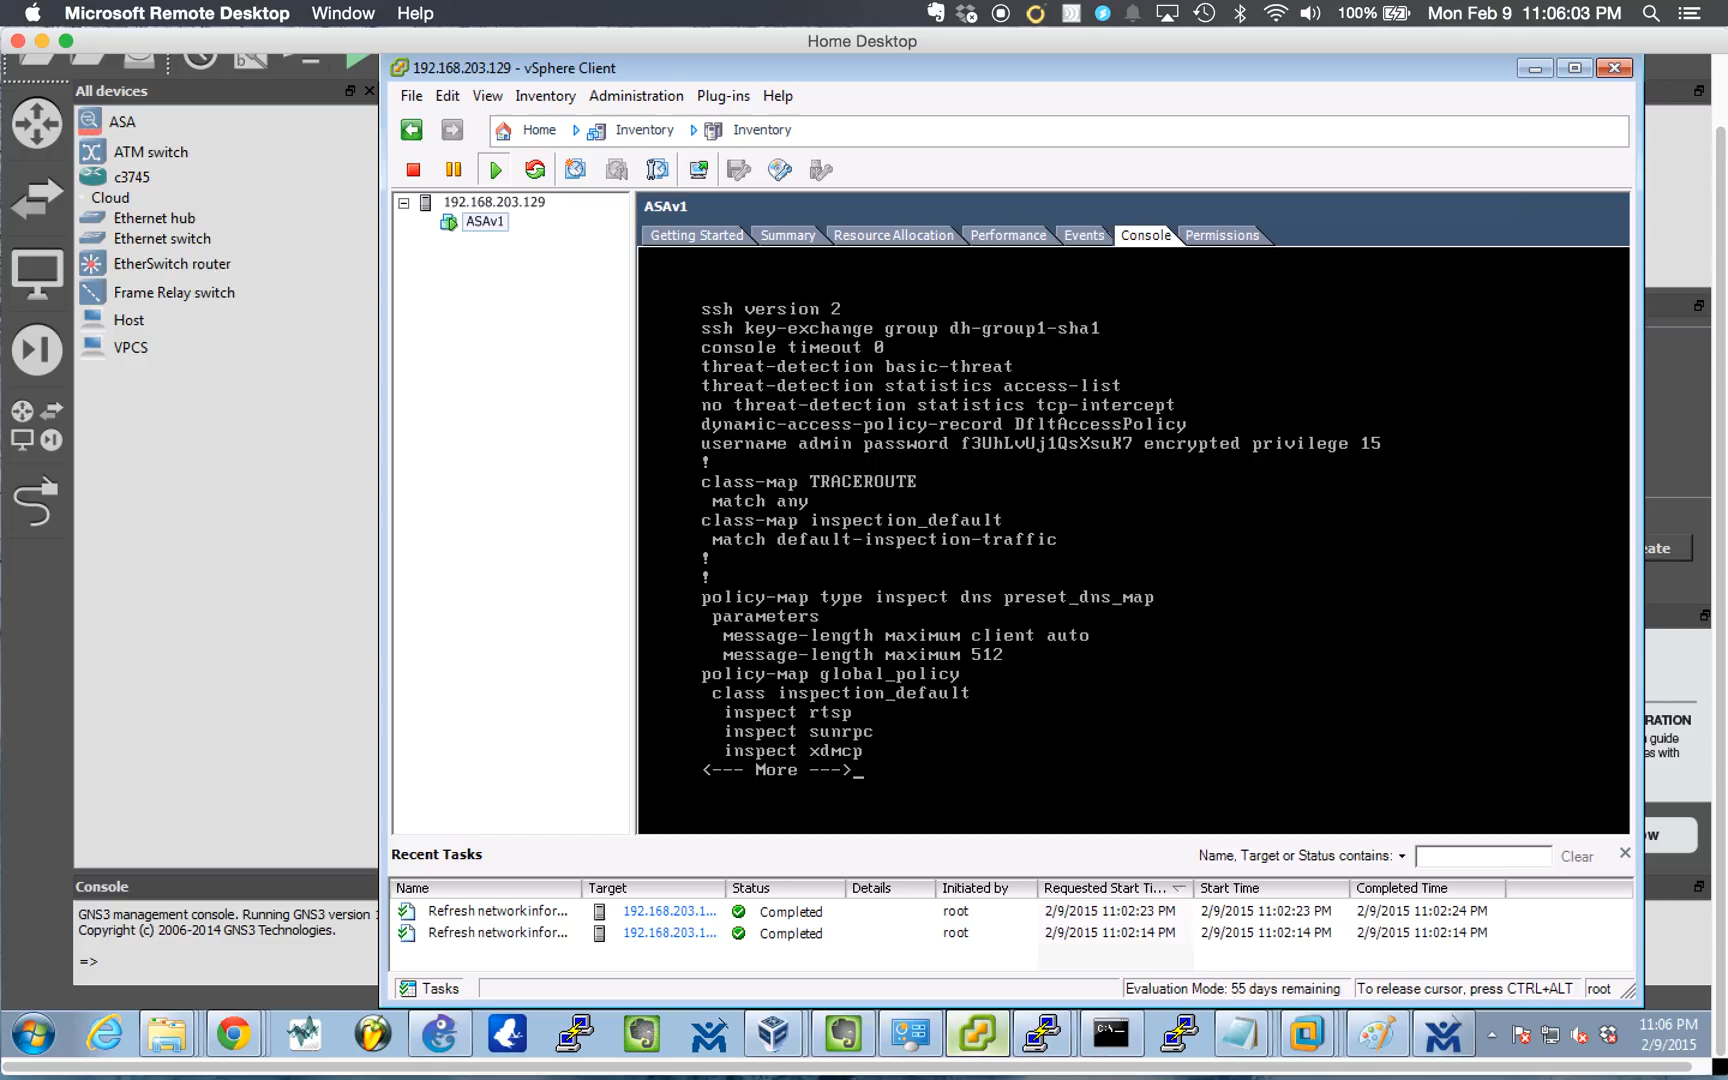 Microsoft Remote Desktop Window Help
100% Mon Feb 9 11:06:03 PM
Home Desktop
All devices
ASA
ATM switch
c3745
Cloud
Ethernet hub
Ethernet switch
EtherSwitch router
Frame Relay switch
Host
VPCS
192.168.203.129 - vSphere Client
File Edit View Inventory Administration Plug-ins Help
Home Inventory Inventory
192.168.203.129
ASAv1
ASAv1
Getting Started Summary Resource Allocation Performance Events Console Permissions
ssh version 2
ssh key-exchange group dh-group1-sha1
console timeout 0
threat-detection basic-threat
threat-detection statistics access-list
no threat-detection statistics tcp-intercept
dynamic-access-policy-record DfltAccessPolicy
username admin password f3UhLvUj1QsXsuK7 encrypted privilege 15
!
class-map TRACEROUTE
match any
class-map inspection_default
match default-inspection-traffic
!
!
policy-map type inspect dns preset_dns_map
parameters
message-length maximum client auto
message-length maximum 512
policy-map global_policy
class inspection_default
inspect rtsp
inspect sunrpc
inspect xdmcp
<--- More --->_
eate
RATION
guide
es with
ow
Recent Tasks
Name, Target or Status contains: Clear
Name Target Status Details Initiated by Requested Start Ti... Start Time Completed Time
Refresh network infor... 192.168.203.1... Completed root 2/9/2015 11:02:23 PM 2/9/2015 11:02:23 PM 2/9/2015 11:02:24 PM
Refresh network infor... 192.168.203.1... Completed root 2/9/2015 11:02:14 PM 2/9/2015 11:02:14 PM 2/9/2015 11:02:14 PM
Tasks
Evaluation Mode: 55 days remaining
To release cursor, press CTRL+ALT
root
Console
GNS3 management console. Running GNS3 version 1
Copyright (c) 2006-2014 GNS3 Technologies.
=>
11:06 PM
2/9/2015